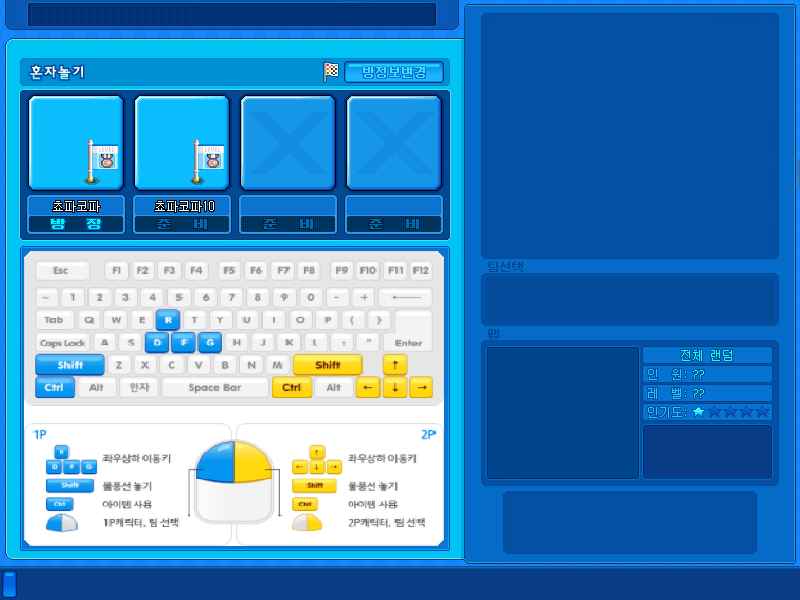 혼자놀기
방정보변경
LEVEL LEVEL
초파코파 초파코파10
방 장 준 비 준 비 준 비
Esc F1 F2 F3 F4 F5 F6 F7 F8 F9 F10 F11 F12
~ 1 2 3 4 5 6 7 8 9 0 - + ←
Tab Q W E R T Y U I O P { }
Caps Lock A S D F G H J K L : " Enter
Shift Z X C V B N M Shift ↑
Ctrl Alt 한자 Space Bar Ctrl Alt ← ↓ →
1P
R
D F G 좌우상하 이동키
Shift 물풍선 놓기
Ctrl 아이템 사용
1P캐릭터, 팀 선택
2P
↑
← ↓ → 좌우상하 이동키
Shift 물풍선 놓기
Ctrl 아이템 사용
2P캐릭터, 팀 선택
팀선택
맵
전체 랜덤
인 원: ??
레 벨: ??
인기도: ★☆☆☆☆